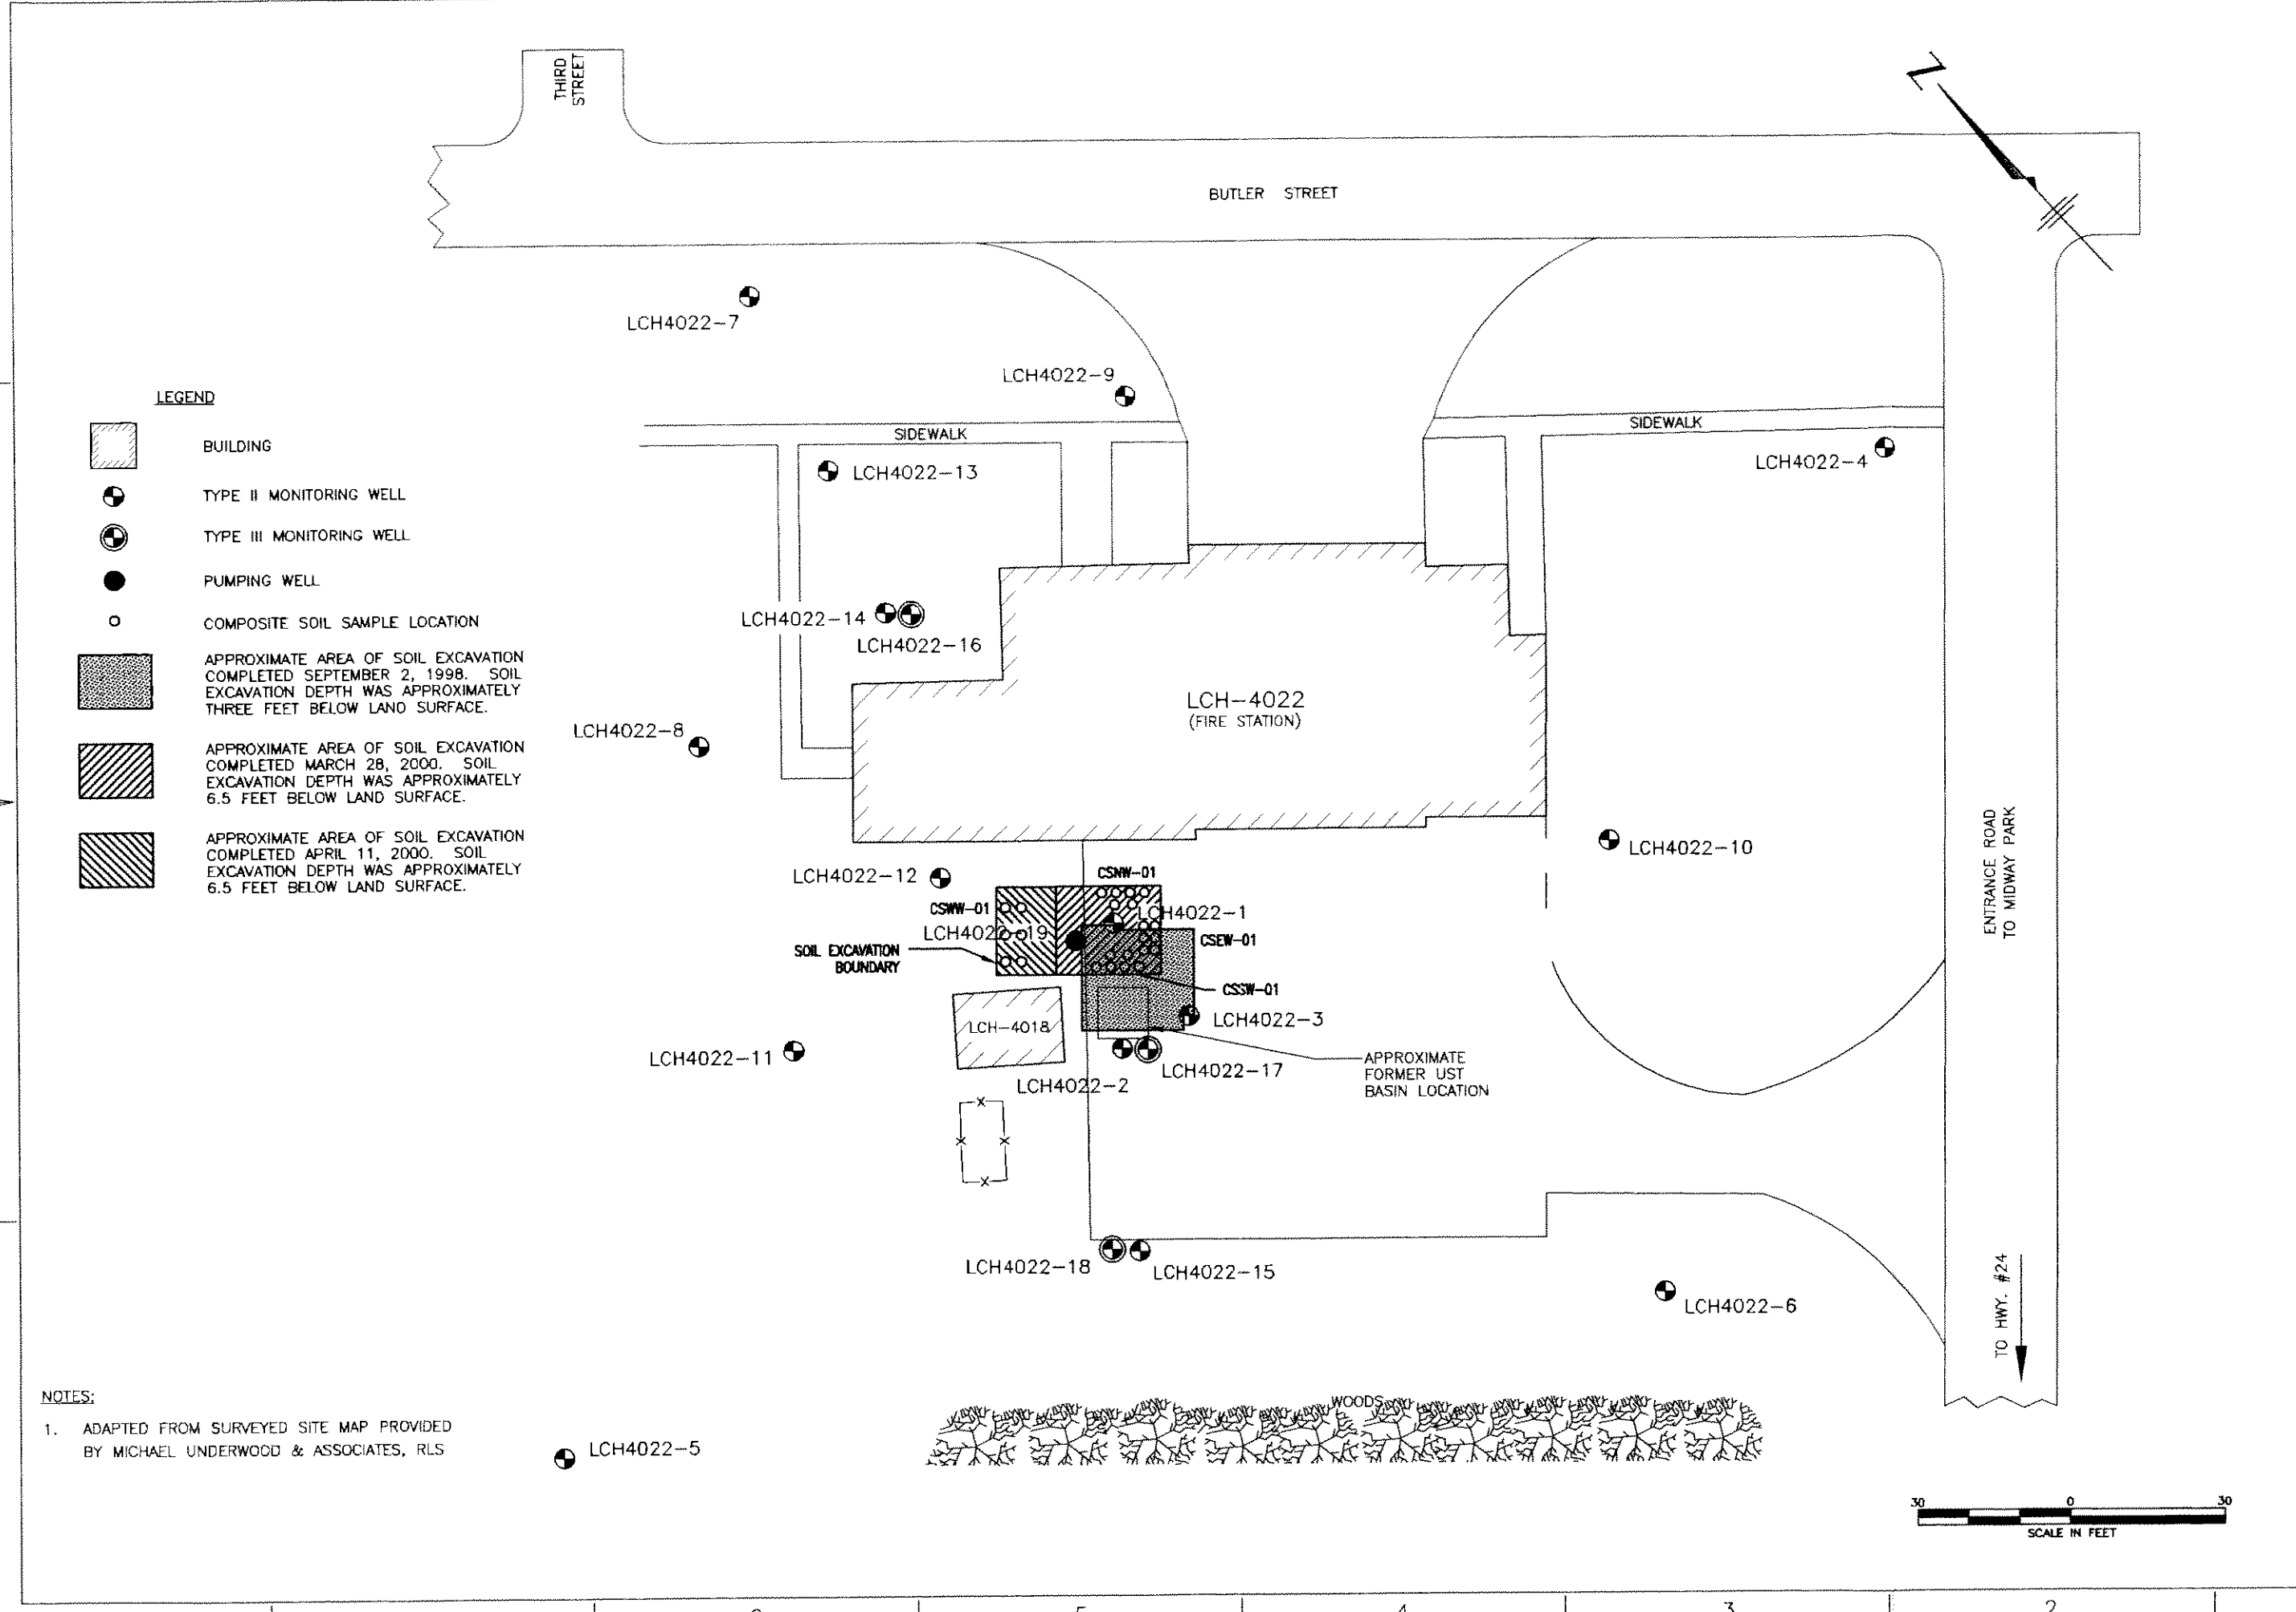 THIRD
STREET
BUTLER STREET
LCH4022-7
LCH4022-9
SIDEWALK
SIDEWALK
LCH4022-13
LCH4022-4
LEGEND
BUILDING
TYPE II MONITORING WELL
TYPE III MONITORING WELL
PUMPING WELL
COMPOSITE SOIL SAMPLE LOCATION
APPROXIMATE AREA OF SOIL EXCAVATION
COMPLETED SEPTEMBER 2, 1998. SOIL
EXCAVATION DEPTH WAS APPROXIMATELY
THREE FEET BELOW LAND SURFACE.
APPROXIMATE AREA OF SOIL EXCAVATION
COMPLETED MARCH 28, 2000. SOIL
EXCAVATION DEPTH WAS APPROXIMATELY
6.5 FEET BELOW LAND SURFACE.
APPROXIMATE AREA OF SOIL EXCAVATION
COMPLETED APRIL 11, 2000. SOIL
EXCAVATION DEPTH WAS APPROXIMATELY
6.5 FEET BELOW LAND SURFACE.
LCH4022-14
LCH4022-16
LCH-4022
(FIRE STATION)
LCH4022-8
LCH4022-10
LCH4022-12
CSNW-01
CSWW-01
LCH4022-1
LCH4022-19
CSEW-01
SOIL EXCAVATION
BOUNDARY
CSSW-01
LCH-4018
LCH4022-3
LCH4022-11
LCH4022-2
LCH4022-17
APPROXIMATE
FORMER UST
BASIN LOCATION
ENTRANCE ROAD
TO MIDWAY PARK
LCH4022-18
LCH4022-15
LCH4022-6
TO HWY. #24
WOODS
NOTES:
1. ADAPTED FROM SURVEYED SITE MAP PROVIDED
BY MICHAEL UNDERWOOD & ASSOCIATES, RLS
LCH4022-5
30 0 30
SCALE IN FEET
4 3 2